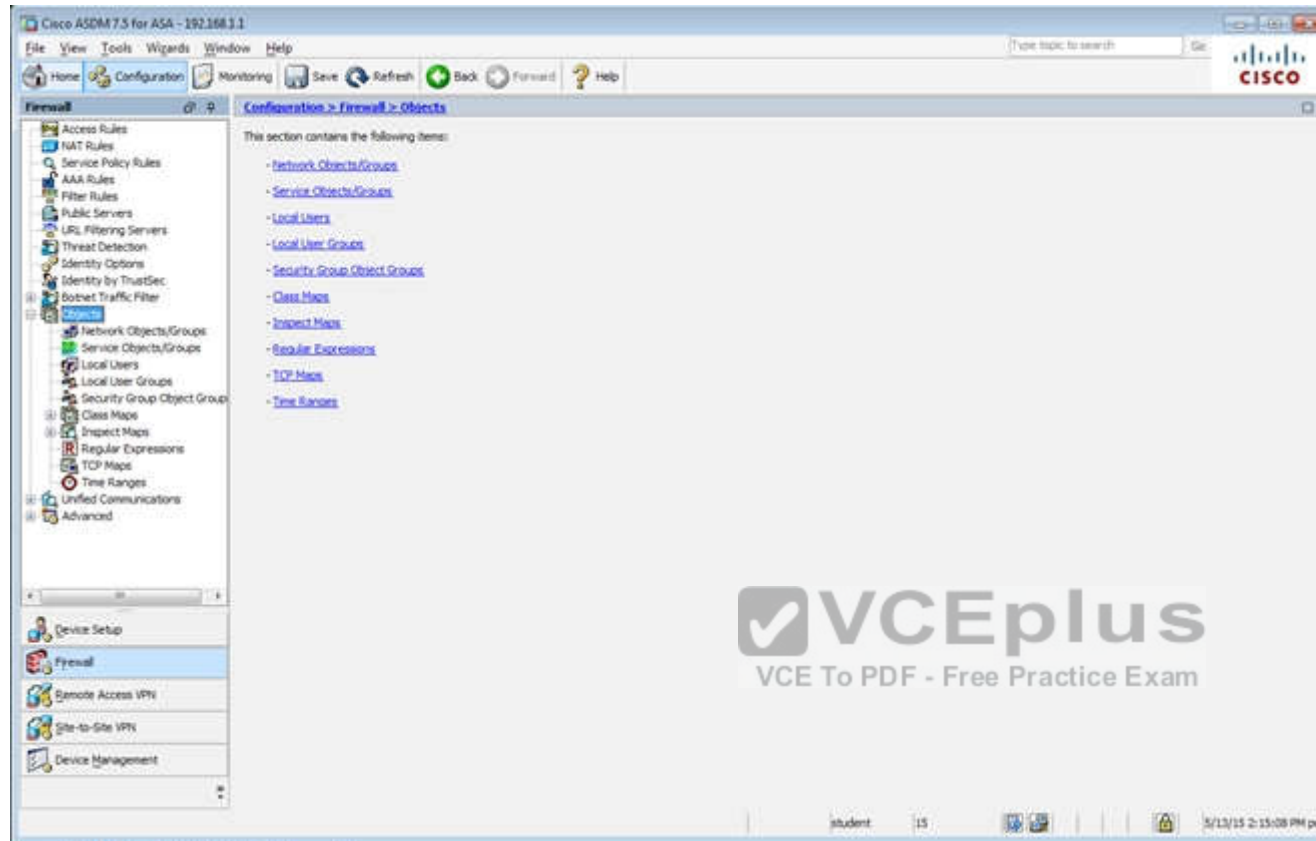 Cisco ASDM 7.5 for ASA - 192.168.1.1
File View Tools Wizards Window Help
Type topic to search
Go
Home Configuration Monitoring Save Refresh Back Forward Help
CISCO
Firewall
Configuration > Firewall > Objects
Access Rules
NAT Rules
Service Policy Rules
AAA Rules
Filter Rules
Public Servers
URL Filtering Servers
Threat Detection
Identity Options
Identity by TrustSec
Botnet Traffic Filter
Objects
Network Objects/Groups
Service Objects/Groups
Local Users
Local User Groups
Security Group Object Group
Class Maps
Inspect Maps
R Regular Expressions
TCP Maps
Time Ranges
Unified Communications
Advanced
This section contains the following items:
- Network Objects/Groups
- Service Objects/Groups
- Local Users
- Local User Groups
- Security Group Object Groups
- Class Maps
- Inspect Maps
- Regular Expressions
- TCP Maps
- Time Ranges
Device Setup
Firewall
Remote Access VPN
Site-to-Site VPN
Device Management
VCEplus
VCE To PDF - Free Practice Exam
student 15 5/13/15 2:15:08 PM